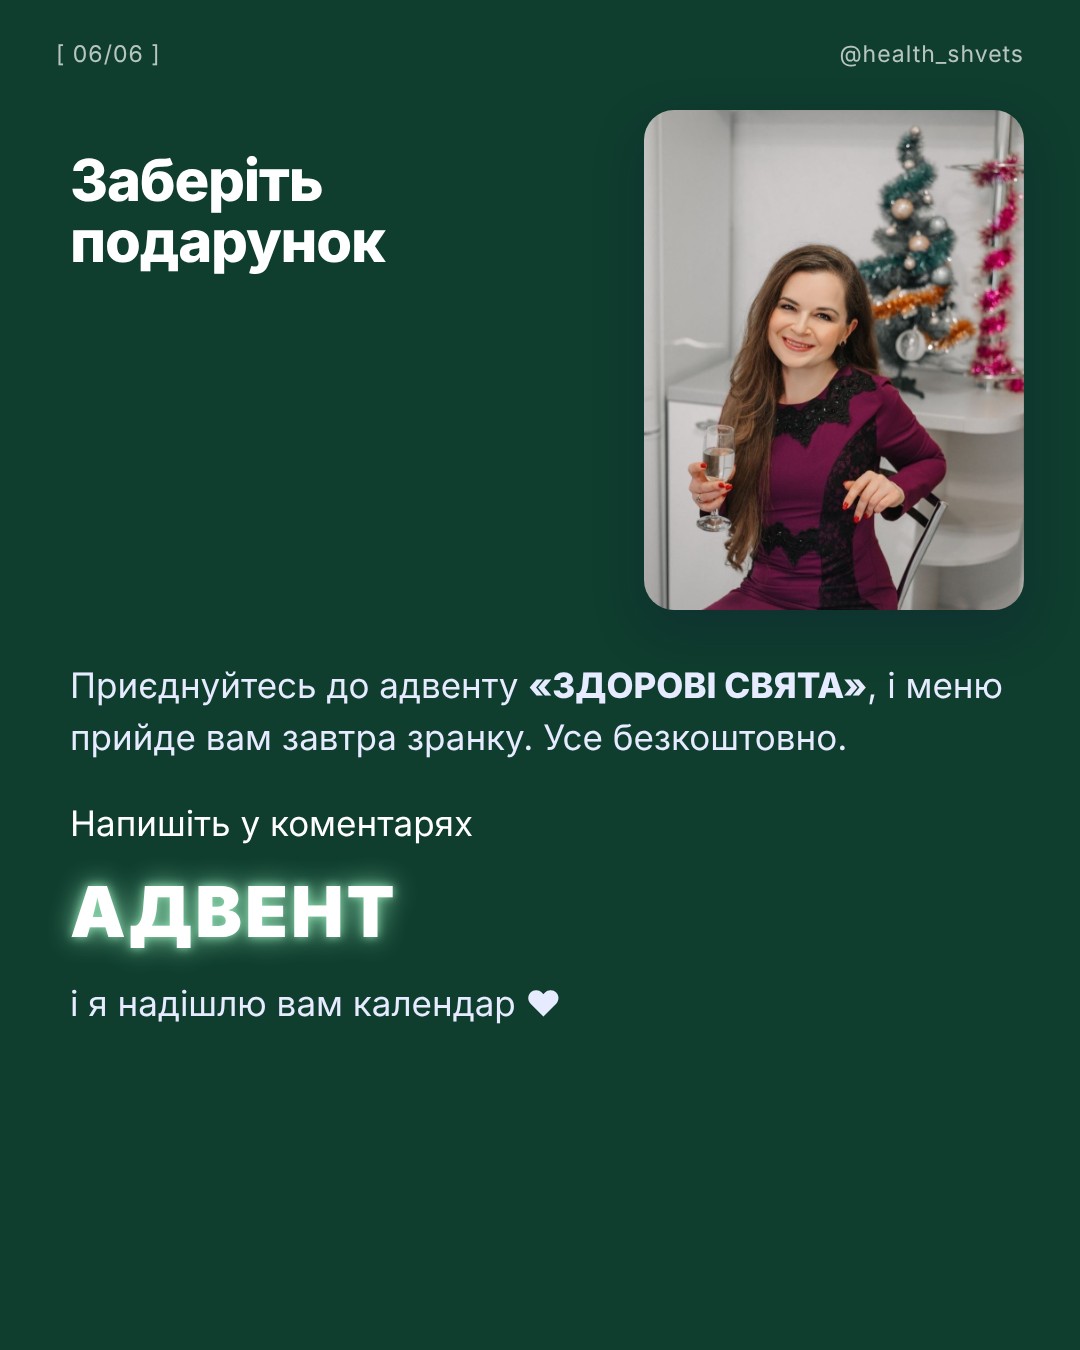 [ 06/06 ]
@health_shvets
Заберіть
подарунок
Приєднуйтесь до адвенту «ЗДОРОВІ СВЯТА», і меню
прийде вам завтра зранку. Усе безкоштовно.
Напишіть у коментарях
АДВЕНТ
і я надішлю вам календар ♥